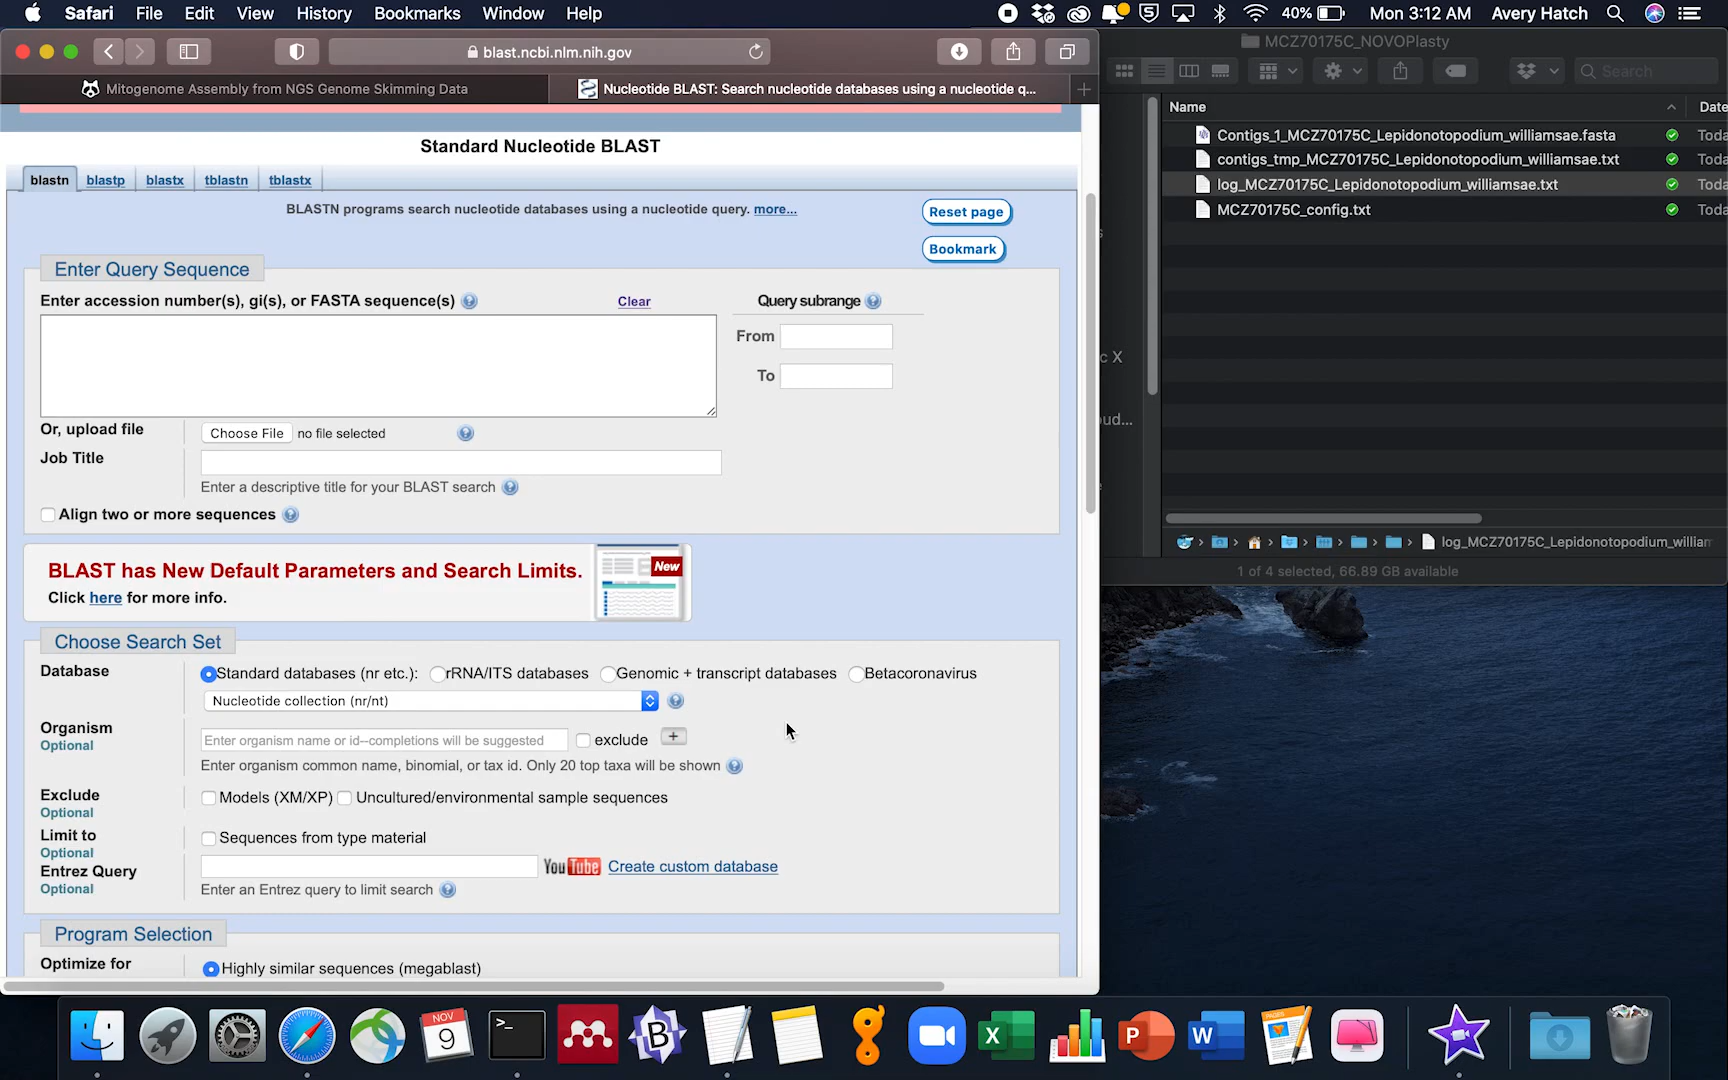 Safari File Edit View History Bookmarks Window Help 40% Mon 3:12 AM Avery Hatch
blast.ncbi.nlm.nih.gov
MCZ70175C_NOVOPlasty
Search
Mitogenome Assembly from NGS Genome Skimming Data
Nucleotide BLAST: Search nucleotide databases using a nucleotide q...
Name Date
Contigs_1_MCZ70175C_Lepidonotopodium_williamsae.fasta Toda
contigs_tmp_MCZ70175C_Lepidonotopodium_williamsae.txt Toda
log_MCZ70175C_Lepidonotopodium_williamsae.txt Toda
MCZ70175C_config.txt Toda
c X
oud...
log_MCZ70175C_Lepidonotopodium_william
1 of 4 selected, 66.89 GB available
Standard Nucleotide BLAST
blastn blastp blastx tblastn tblastx
BLASTN programs search nucleotide databases using a nucleotide query. more...
Reset page
Bookmark
Enter Query Sequence
Enter accession number(s), gi(s), or FASTA sequence(s) Clear Query subrange
From
To
Or, upload file Choose File no file selected
Job Title
Enter a descriptive title for your BLAST search
Align two or more sequences
BLAST has New Default Parameters and Search Limits.
New
Click here for more info.
Choose Search Set
Database Standard databases (nr etc.): rRNA/ITS databases Genomic + transcript databases Betacoronavirus
Nucleotide collection (nr/nt)
Organism
Optional
Enter organism name or id--completions will be suggested exclude +
Enter organism common name, binomial, or tax id. Only 20 top taxa will be shown
Exclude
Optional
Models (XM/XP) Uncultured/environmental sample sequences
Limit to
Optional
Sequences from type material
Entrez Query
Optional
YouTube Create custom database
Enter an Entrez query to limit search
Program Selection
Optimize for Highly similar sequences (megablast)
NOV
9
>_
B
X
P
W
PAGES